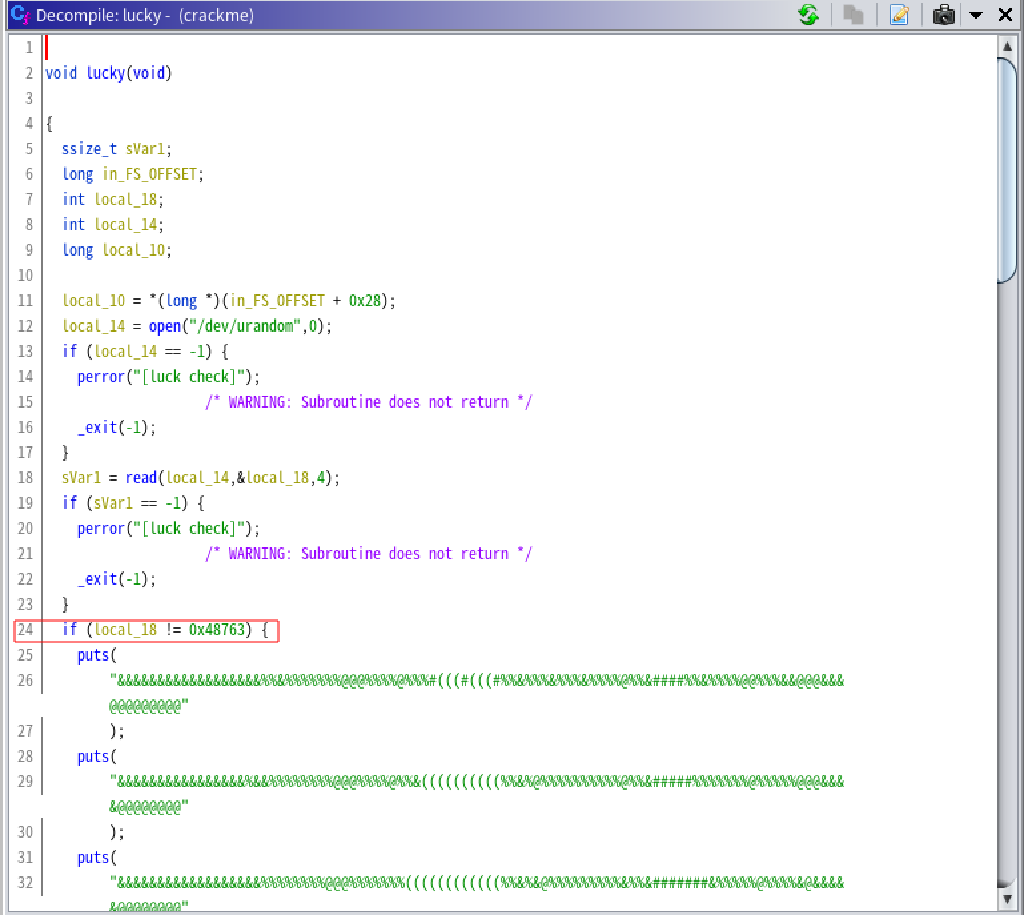 Decompile: lucky - (crackme)
1
2 void lucky(void)
3
4 {
5 ssize_t sVar1;
6 long in_FS_OFFSET;
7 int local_18;
8 int local_14;
9 long local_10;
10
11 local_10 = *(long *)(in_FS_OFFSET + 0x28);
12 local_14 = open("/dev/urandom",0);
13 if (local_14 == -1) {
14 perror("[luck check]");
15 /* WARNING: Subroutine does not return */
16 _exit(-1);
17 }
18 sVar1 = read(local_14,&local_18,4);
19 if (sVar1 == -1) {
20 perror("[luck check]");
21 /* WARNING: Subroutine does not return */
22 _exit(-1);
23 }
24 if (local_18 != 0x48763) {
25 puts(
26
27 );
28 puts(
29
30 );
31 puts(
32